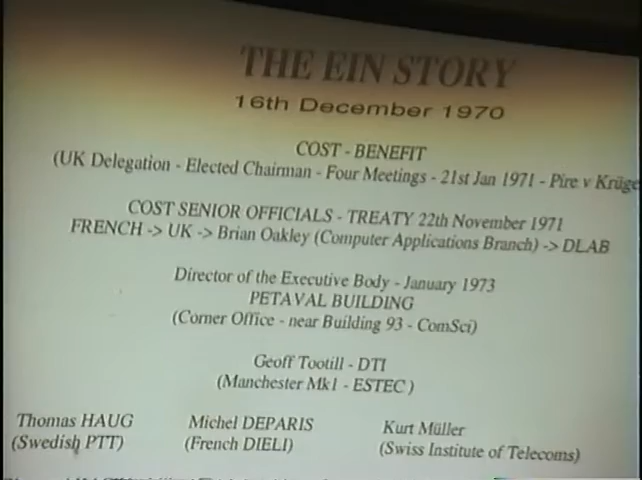 THE EIN STORY
16th December 1970
COST - BENEFIT
(UK Delegation - Elected Chairman - Four Meetings - 21st Jan 1971 - Pire v Krüge
COST SENIOR OFFICIALS - TREATY 22th November 1971
FRENCH -> UK -> Brian Oakley (Computer Applications Branch) -> DLAB
Director of the Executive Body - January 1973
PETAVAL BUILDING
(Corner Office - near Building 93 - ComSci)
Geoff Tootill - DTI
(Manchester Mk1 - ESTEC)
Thomas HAUG Michel DEPARIS Kurt Müller
(Swedish PTT) (French DIELI) (Swiss Institute of Telecoms)